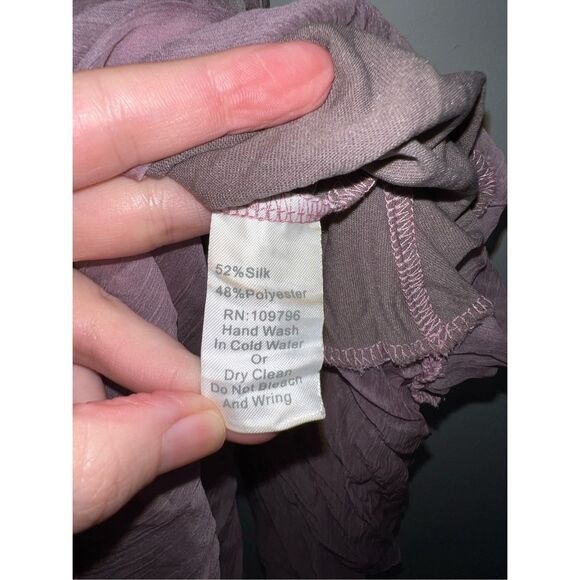 52%Silk
48%Polyester
RN:109796
Hand Wash
In Cold Water
Or
Dry Clean
Do Not Bleach
And Wring